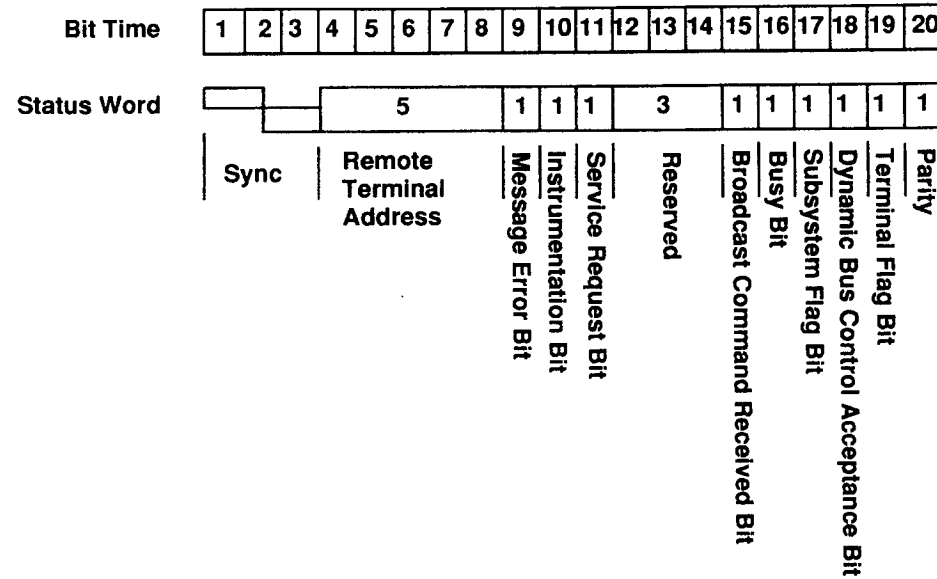 Bit Time 1 2 3 4 5 6 7 8 9 10 11 12 13 14 15 16 17 18 19 20
Status Word 5 1 1 1 3 1 1 1 1 1 1
Sync
Remote
Terminal
Address
Message Error Bit
Instrumentation Bit
Service Request Bit
Reserved
Broadcast Command Received Bit
Busy Bit
Subsystem Flag Bit
Dynamic Bus Control Acceptance Bit
Terminal Flag Bit
Parity